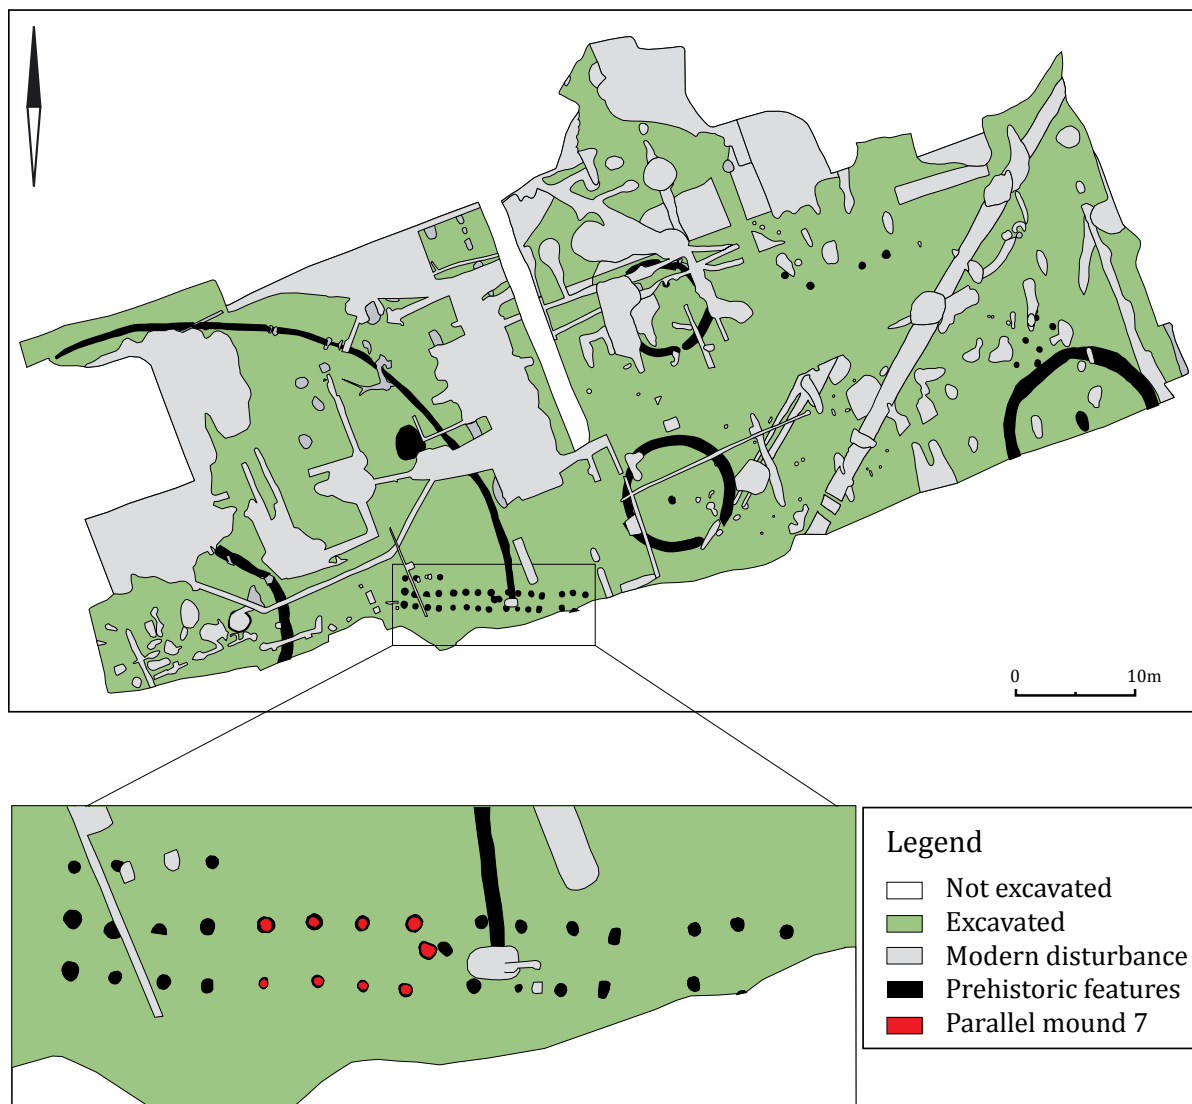 0 10m
Legend
Not excavated
Excavated
Modern disturbance
Prehistoric features
Parallel mound 7